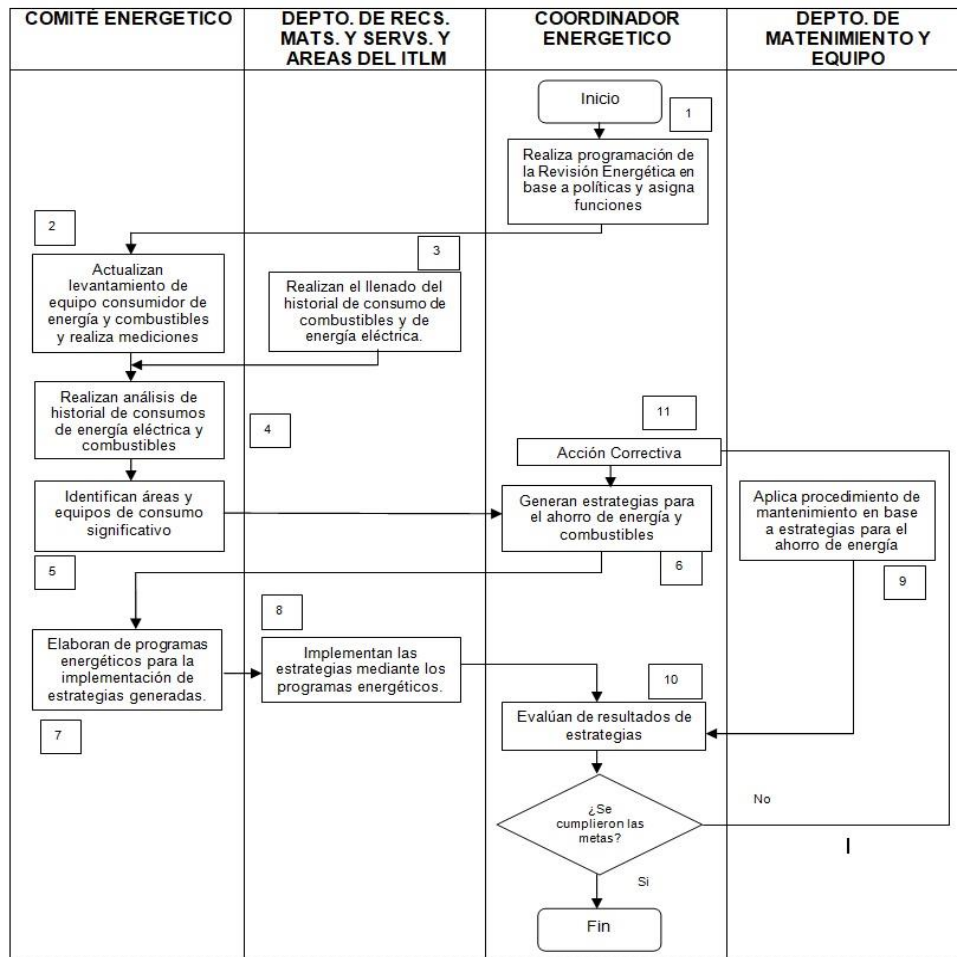 COMITÉ ENERGETICO
DEPTO. DE RECS.
MATS. Y SERVS. Y
AREAS DEL ITLM
COORDINADOR
ENERGETICO
DEPTO. DE
MATENIMIENTO Y
EQUIPO
Inicio
1
Realiza programación de
la Revisión Energética en
base a políticas y asigna
funciones
2
Actualizan
levantamiento de
equipo consumidor de
energía y combustibles
y realiza mediciones
3
Realizan el llenado del
historial de consumo de
combustibles y de
energía eléctrica.
Realizan análisis de
historial de consumos
de energía eléctrica y
combustibles
4
11
Acción Correctiva
Identifican áreas y
equipos de consumo
significativo
5
Generan estrategias para
el ahorro de energía y
combustibles
6
Aplica procedimiento de
mantenimiento en base
a estrategias para el
ahorro de energía
9
Elaboran de programas
energéticos para la
implementación de
estrategias generadas.
7
8
Implementan las
estrategias mediante los
programas energéticos.
10
Evalúan de resultados de
estrategias
¿Se
cumplieron las
metas?
No
Si
Fin